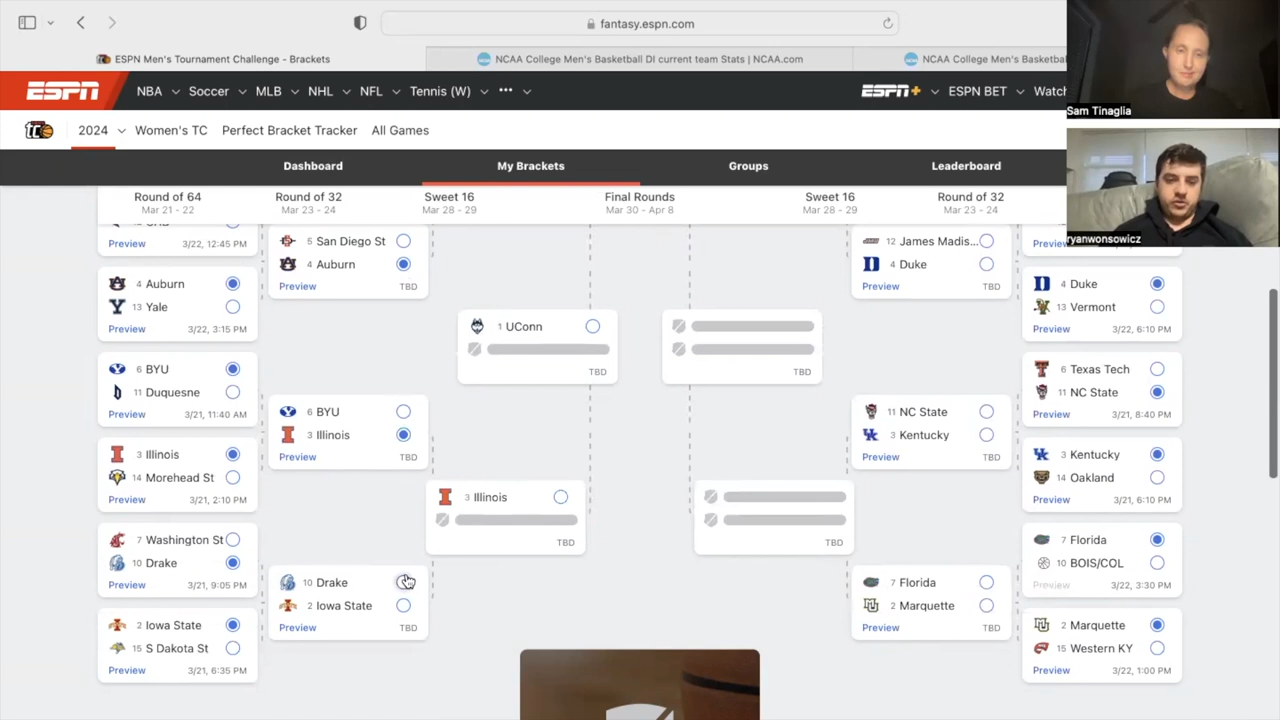 fantasy.espn.com
ESPN Men's Tournament Challenge - Brackets
NCAA College Men's Basketball DI current team Stats | NCAA.com
NCAA College Men's Basketball
ESPN NBA Soccer MLB NHL NFL Tennis (W) ••• ESPN+ ESPN BET Watch
Sam Tinaglia
tc 2024 Women's TC Perfect Bracket Tracker All Games
Dashboard My Brackets Groups Leaderboard
ryanwonsowicz
Round of 64 Round of 32 Sweet 16 Final Rounds Sweet 16 Round of 32
Mar 21 - 22 Mar 23 - 24 Mar 28 - 29 Mar 30 - Apr 8 Mar 28 - 29 Mar 23 - 24
Preview 3/22, 12:45 PM
4 Auburn
13 Yale
Preview 3/22, 3:15 PM
6 BYU
11 Duquesne
Preview 3/21, 11:40 AM
3 Illinois
14 Morehead St
Preview 3/21, 2:10 PM
7 Washington St
10 Drake
Preview 3/21, 9:05 PM
2 Iowa State
15 S Dakota St
Preview 3/21, 6:35 PM
5 San Diego St
4 Auburn
Preview TBD
6 BYU
3 Illinois
Preview TBD
10 Drake
2 Iowa State
Preview TBD
1 UConn
TBD
3 Illinois
TBD
TBD
TBD
12 James Madis...
4 Duke
Preview TBD
11 NC State
3 Kentucky
Preview TBD
7 Florida
2 Marquette
Preview TBD
4 Duke
13 Vermont
Preview 3/22, 6:10 PM
6 Texas Tech
11 NC State
Preview 3/21, 8:40 PM
3 Kentucky
14 Oakland
Preview 3/21, 6:10 PM
7 Florida
10 BOIS/COL
Preview 3/22, 3:30 PM
2 Marquette
15 Western KY
Preview 3/22, 1:00 PM